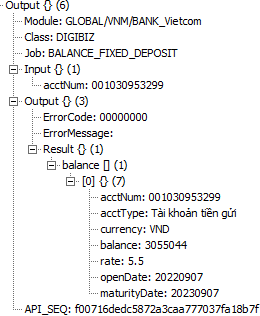 Output {} (6)
Module: GLOBAL/VNM/BANK_Vietcom
Class: DIGIBIZ
Job: BALANCE_FIXED_DEPOSIT
Input {} (1)
acctNum: 001030953299
Output {} (3)
ErrorCode: 00000000
ErrorMessage:
Result {} (1)
balance [] (1)
[0] {} (7)
acctNum: 001030953299
acctType: Tài khoản tiền gửi
currency: VND
balance: 3055044
rate: 5.5
openDate: 20220907
maturityDate: 20230907
API_SEQ: f00716dedc5872a3caa777037fa18b7f